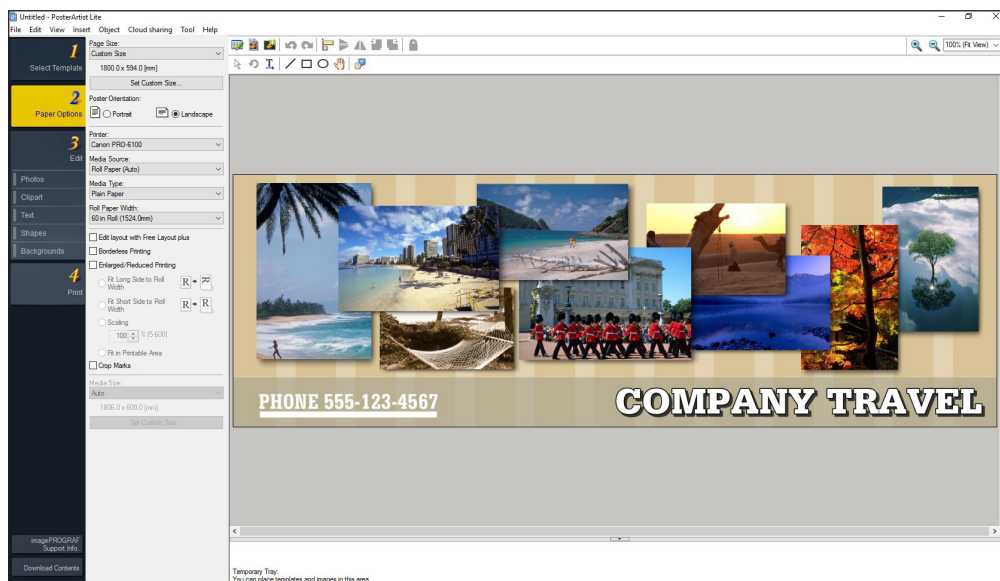 Untitled - PosterArtist Lite
File Edit View Insert Object Cloud sharing Tool Help
1
Select Template
2
Paper Options
3
Edit
Photos
Clipart
Text
Shapes
Backgrounds
4
Print
imagePROGRAF
Support Info.
Download Contents
Page Size:
Custom Size
1800.0 x 594.0 [mm]
Set Custom Size...
Poster Orientation:
Portrait Landscape
Printer:
Canon PRO-6100
Media Source:
Roll Paper (Auto)
Media Type:
Plain Paper
Roll Paper Width:
60 in Roll (1524.0mm)
Edit layout with Free Layout plus
Borderless Printing
Enlarged/Reduced Printing
Fit Long Side to Roll
Width
R R
Fit Short Side to Roll
Width
R R
Scaling
100 % (5-600)
Fit in Printable Area
Crop Marks
Media Size:
Auto
1806.0 x 600.0 [mm]
Set Custom Size...
100% (Fit View)
PHONE 555-123-4567
COMPANY TRAVEL
Temporary Tray:
You can place templates and images in this area